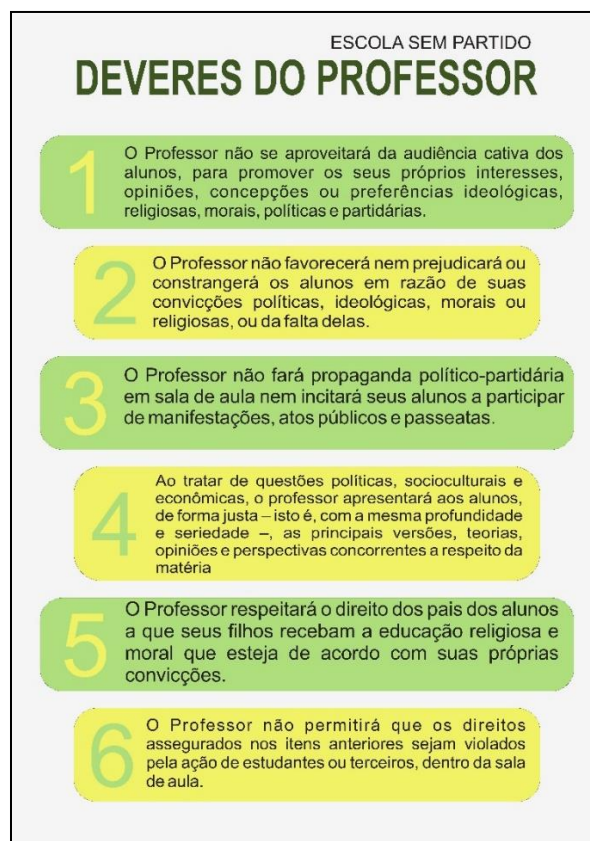 ESCOLA SEM PARTIDO
DEVERES DO PROFESSOR
1
O Professor não se aproveitará da audiência cativa dos
alunos, para promover os seus próprios interesses,
opiniões, concepções ou preferências ideológicas,
religiosas, morais, políticas e partidárias.
2
O Professor não favorecerá nem prejudicará ou
constrangerá os alunos em razão de suas
convicções políticas, ideológicas, morais ou
religiosas, ou da falta delas.
3
O Professor não fará propaganda político-partidária
em sala de aula nem incitará seus alunos a participar
de manifestações, atos públicos e passeatas.
4
Ao tratar de questões políticas, socioculturais e
econômicas, o professor apresentará aos alunos,
de forma justa – isto é, com a mesma profundidade
e seriedade –, as principais versões, teorias,
opiniões e perspectivas concorrentes a respeito da
matéria
5
O Professor respeitará o direito dos pais dos alunos
a que seus filhos recebam a educação religiosa e
moral que esteja de acordo com suas próprias
convicções.
6
O Professor não permitirá que os direitos
assegurados nos itens anteriores sejam violados
pela ação de estudantes ou terceiros, dentro da sala
de aula.